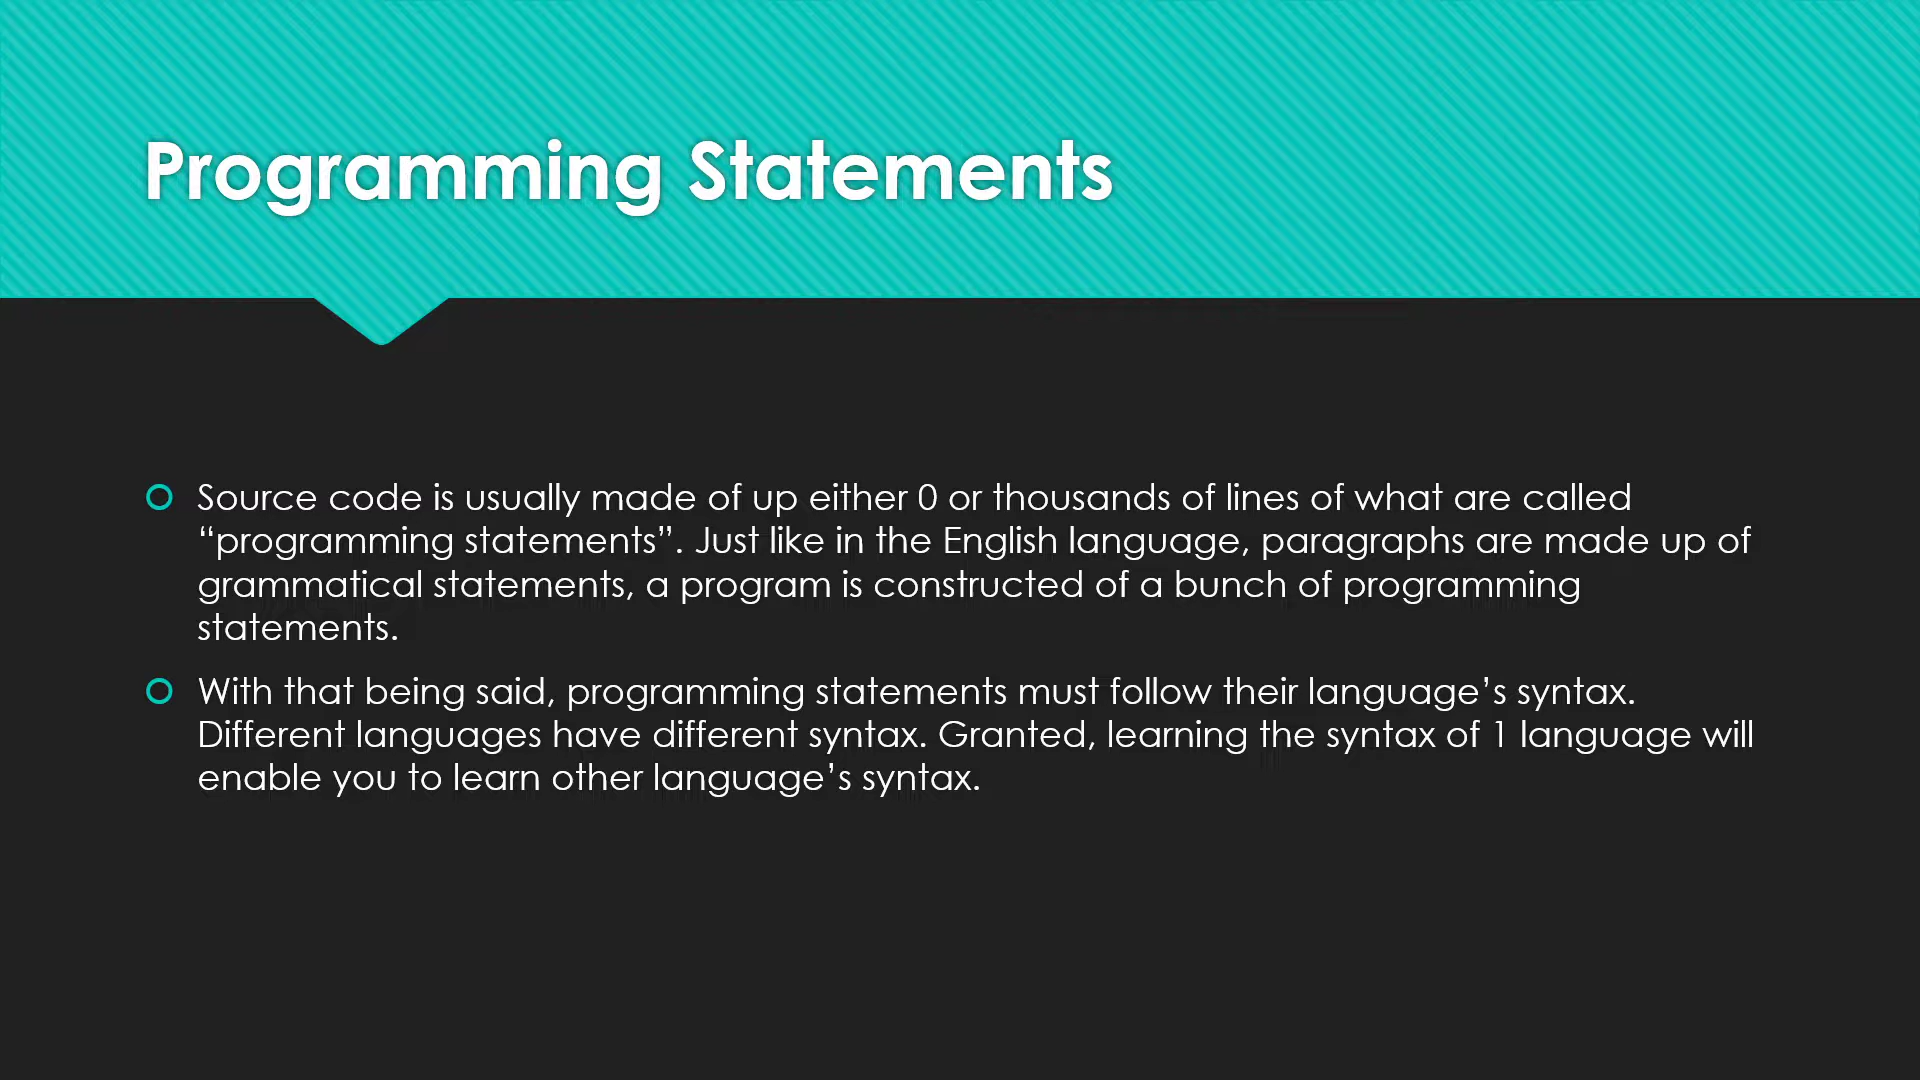 Programming Statements
Source code is usually made of up either 0 or thousands of lines of what are called
“programming statements”. Just like in the English language, paragraphs are made up of
grammatical statements, a program is constructed of a bunch of programming
statements.
With that being said, programming statements must follow their language’s syntax.
Different languages have different syntax. Granted, learning the syntax of 1 language will
enable you to learn other language’s syntax.